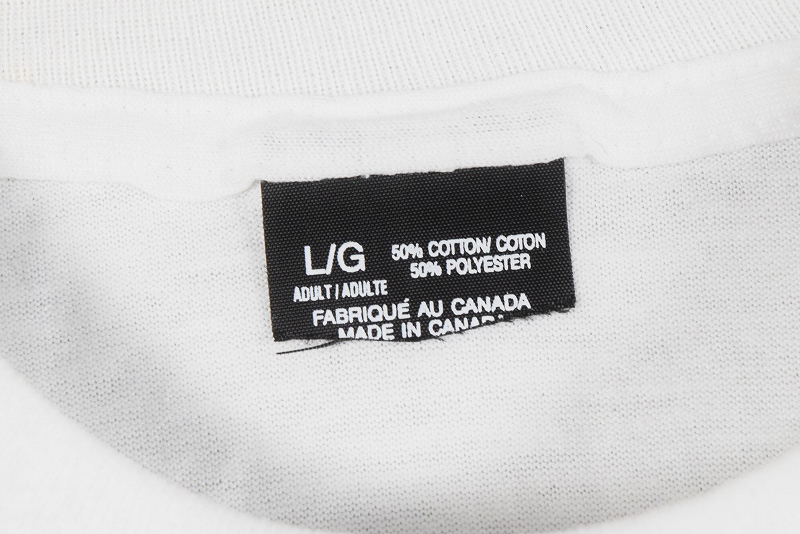 L/G
ADULT / ADULTE
50% COTTON/ COTON
50% POLYESTER
FABRIQUÉ AU CANADA
MADE IN CANADA